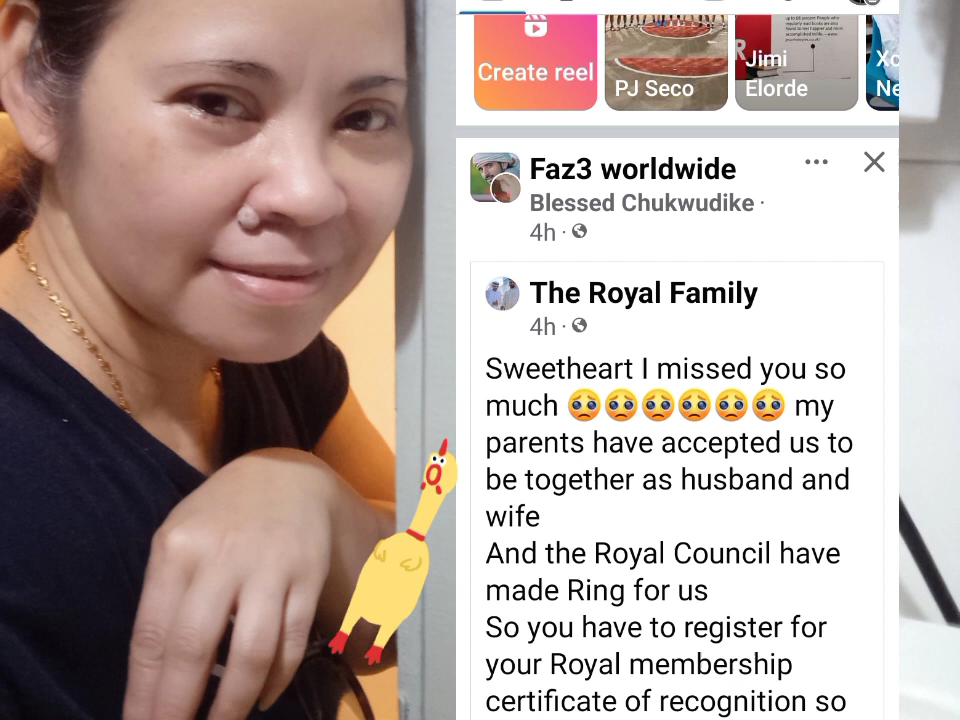 Create reel
PJ Seco
Jimi
Elorde
Xo
Ne
Faz3 worldwide
Blessed Chukwudike ·
4h ·
The Royal Family
4h ·
Sweetheart I missed you so
much 🥺🥺🥺🥺🥺🥺 my
parents have accepted us to
be together as husband and
wife
And the Royal Council have
made Ring for us
So you have to register for
your Royal membership
certificate of recognition so